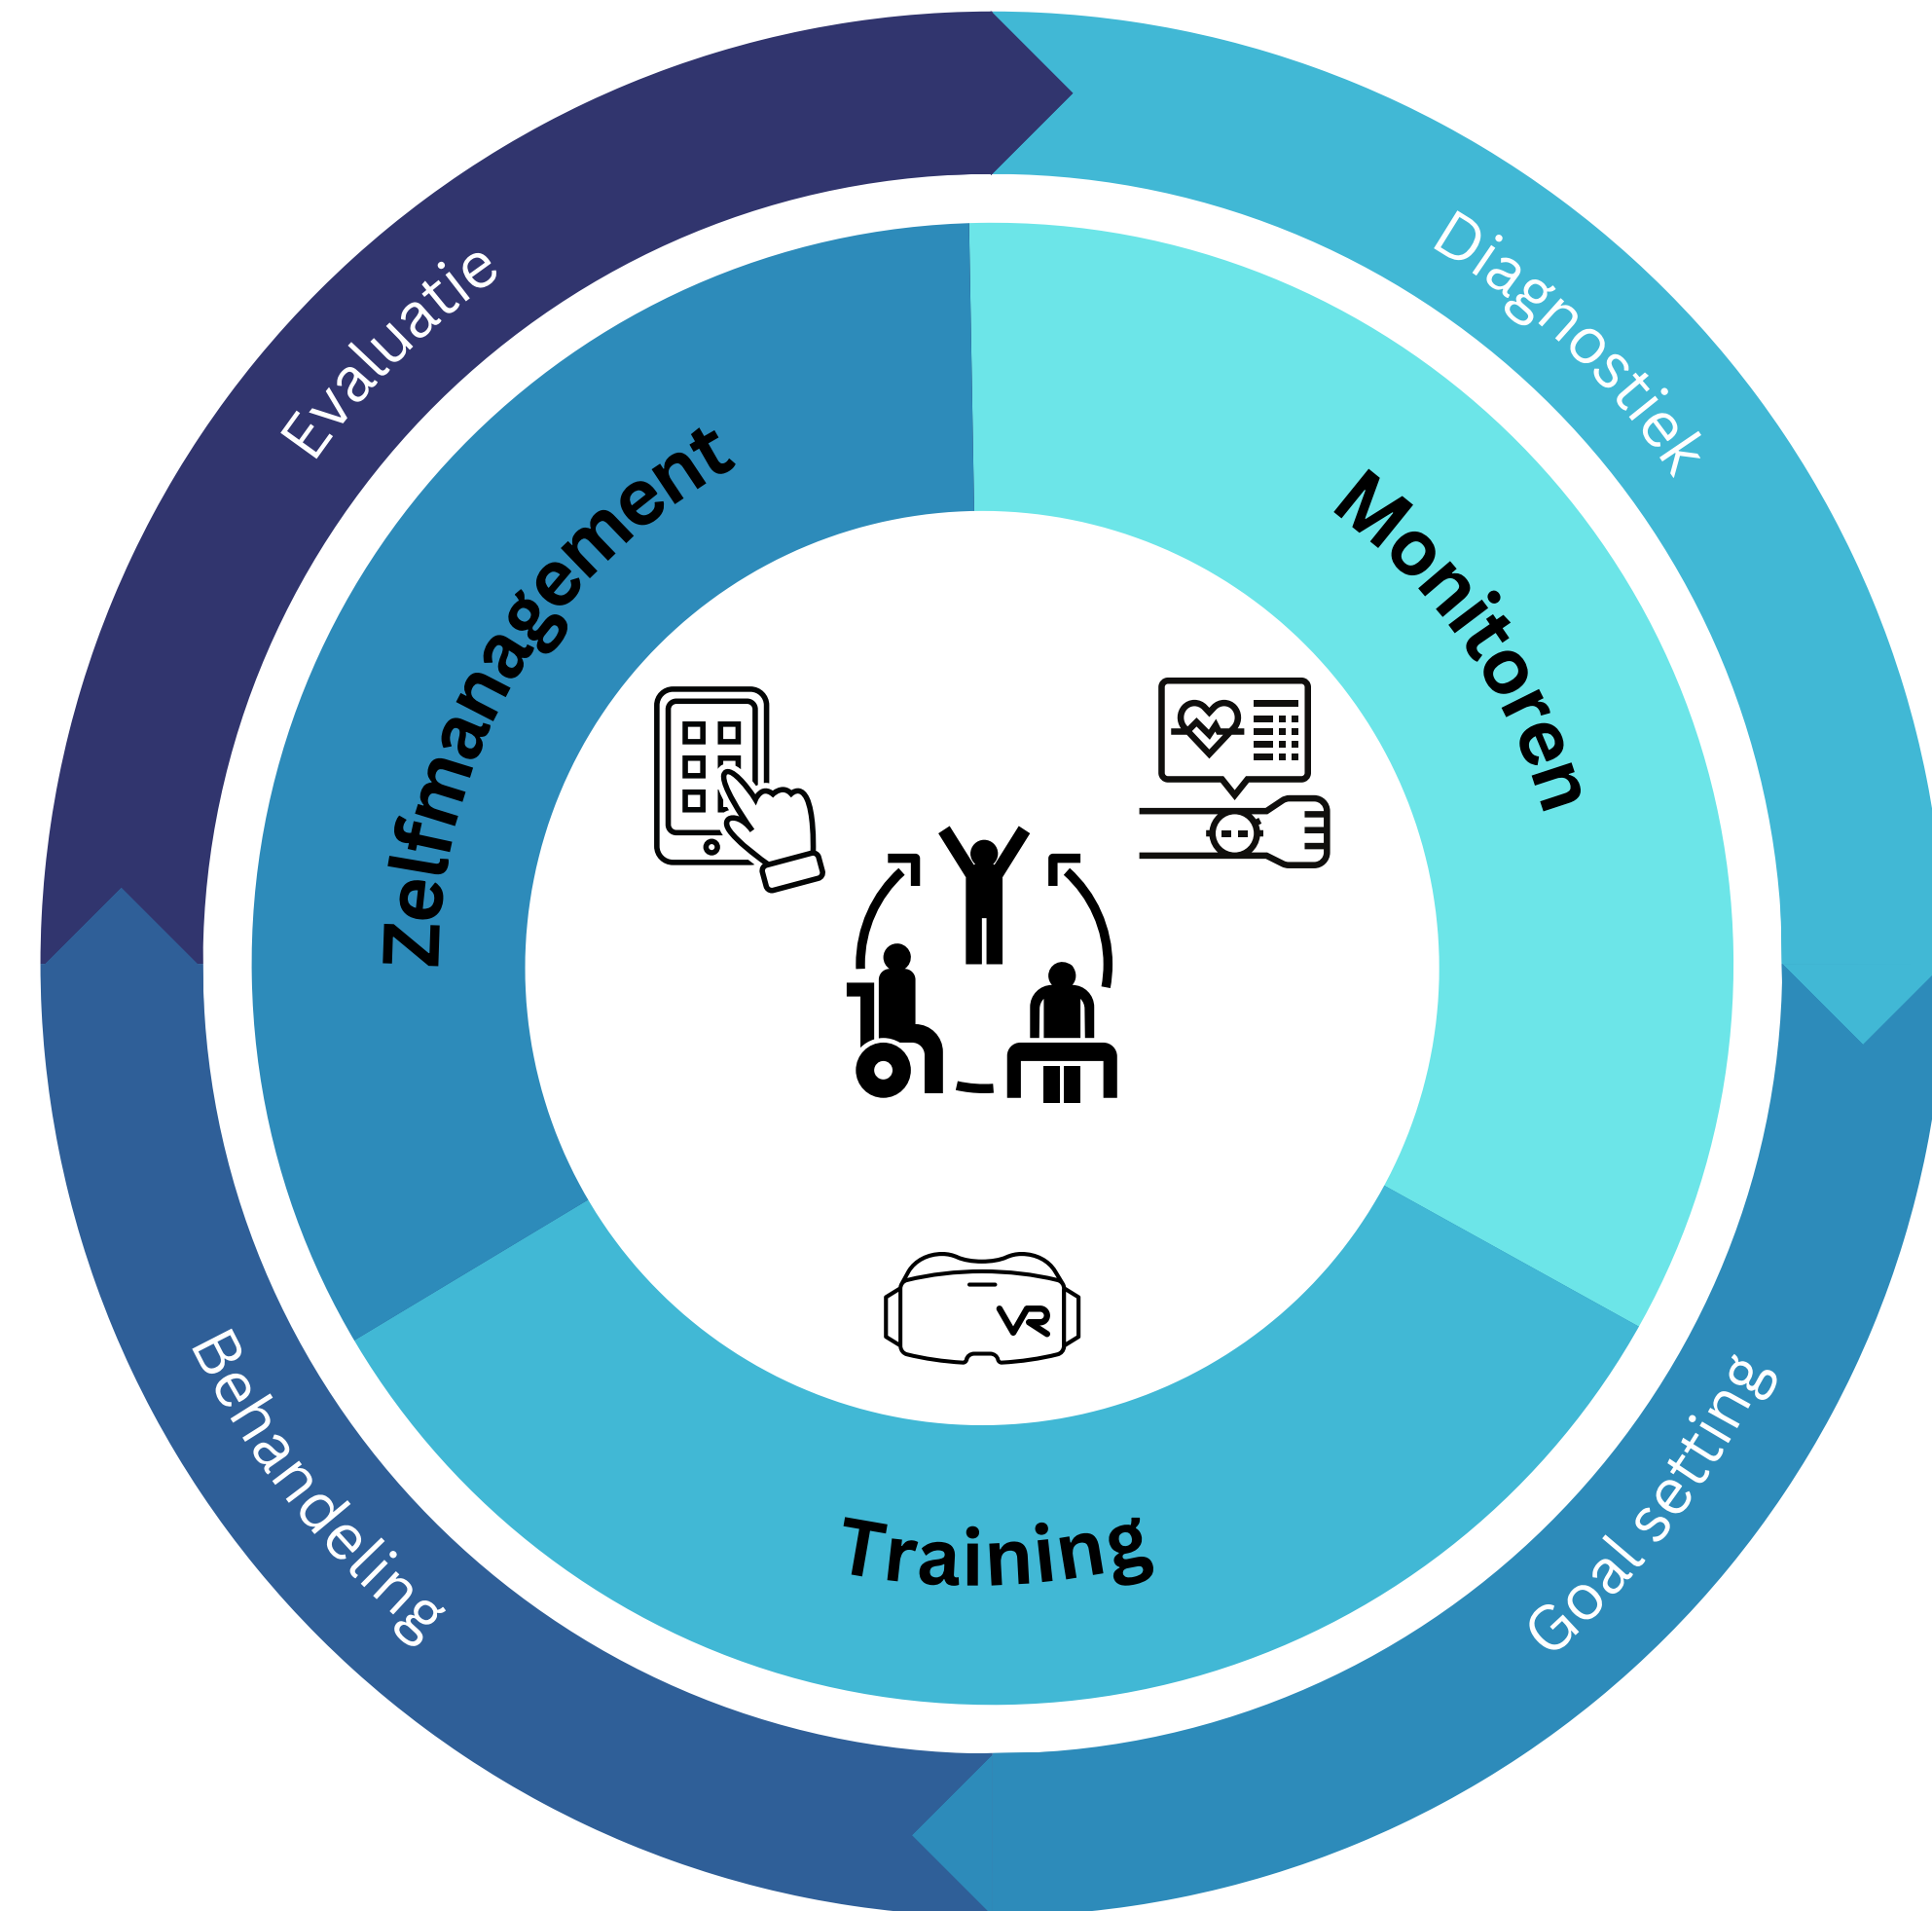 Evaluatie
Diagnostiek
Zelfmanagement
Monitoren
VR
Behandeling
Goal setting
Training